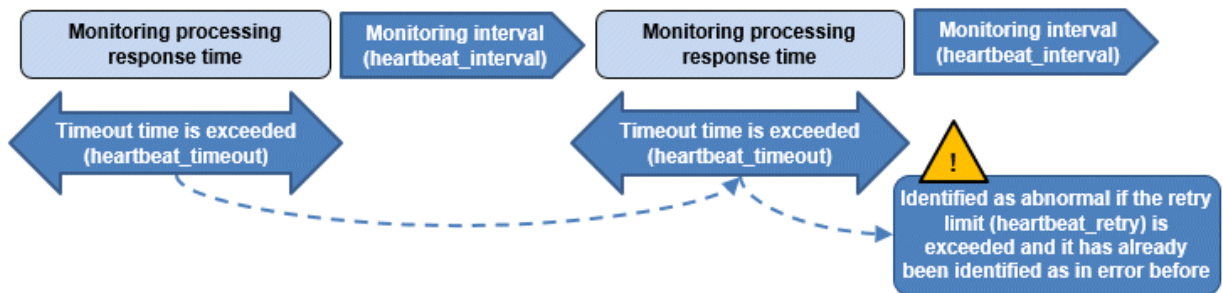 Monitoring processing
response time
Monitoring interval
(heartbeat_interval)
Monitoring processing
response time
Monitoring interval
(heartbeat_interval)
Timeout time is exceeded
(heartbeat_timeout)
Timeout time is exceeded
(heartbeat_timeout)
!
Identified as abnormal if the retry
limit (heartbeat_retry) is
exceeded and it has already
been identified as in error before